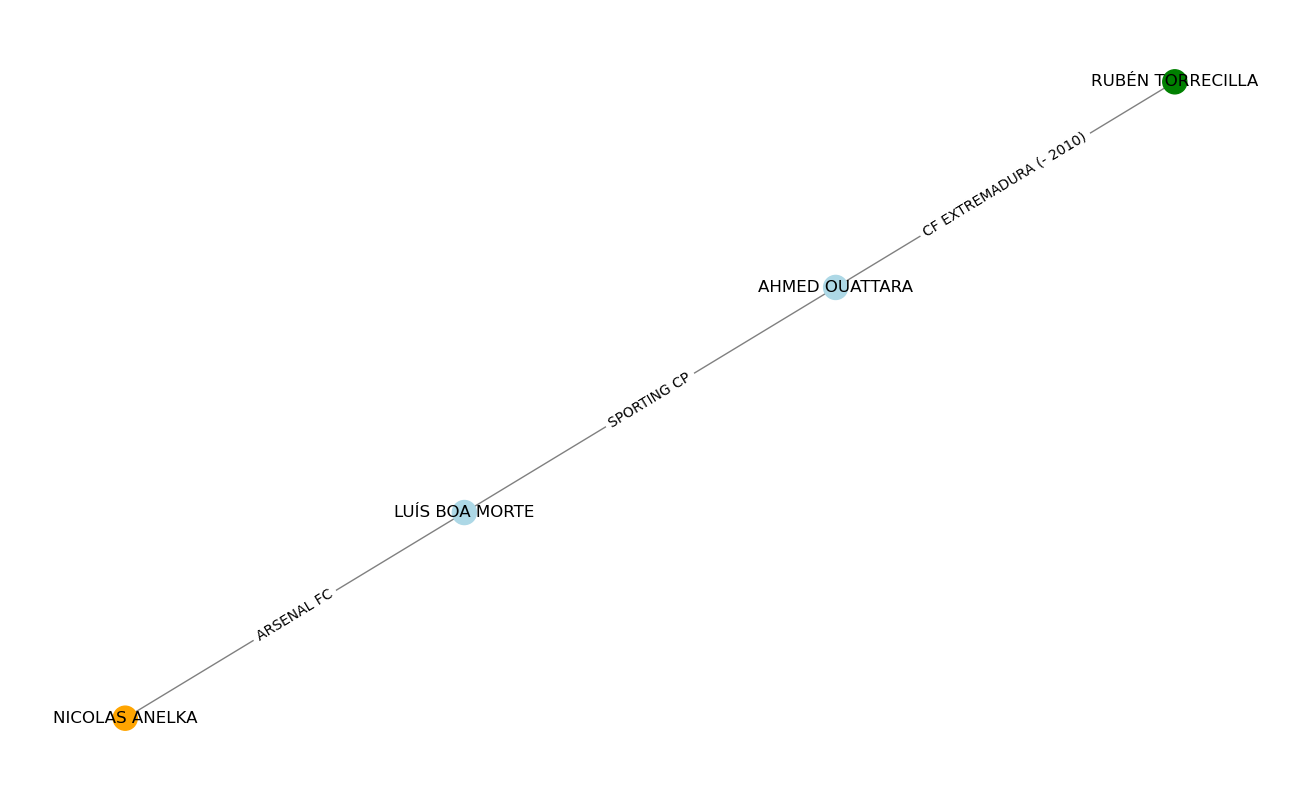 RUBÉN TORRECILLA
CF EXTREMADURA (- 2010)
AHMED OUATTARA
SPORTING CP
LUÍS BOA MORTE
ARSENAL FC
NICOLAS ANELKA